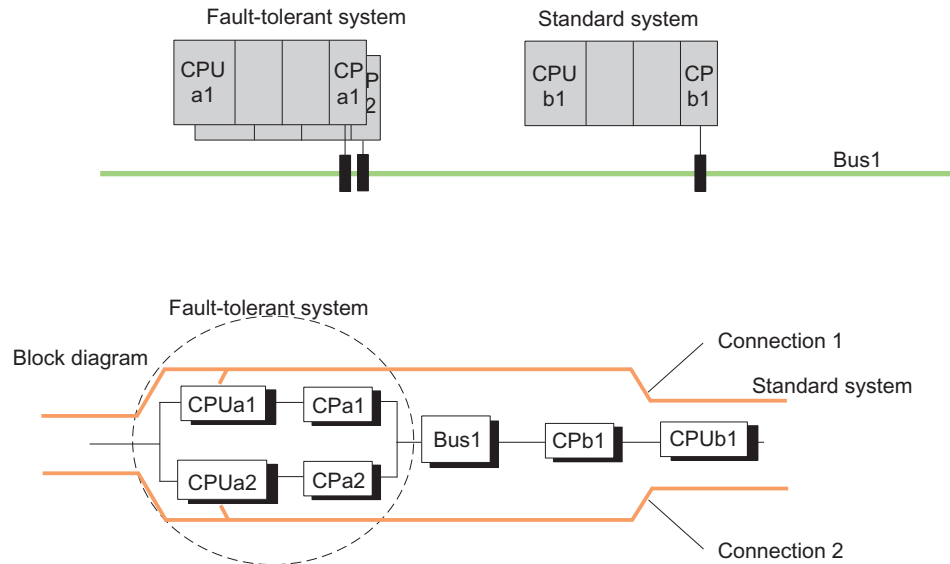 Fault-tolerant system
Standard system
CPU
a1
CP
a1
P
2
CPU
b1
CP
b1
Bus1
Fault-tolerant system
Block diagram
Connection 1
Standard system
CPUa1
CPa1
Bus1
CPb1
CPUb1
CPUa2
CPa2
Connection 2